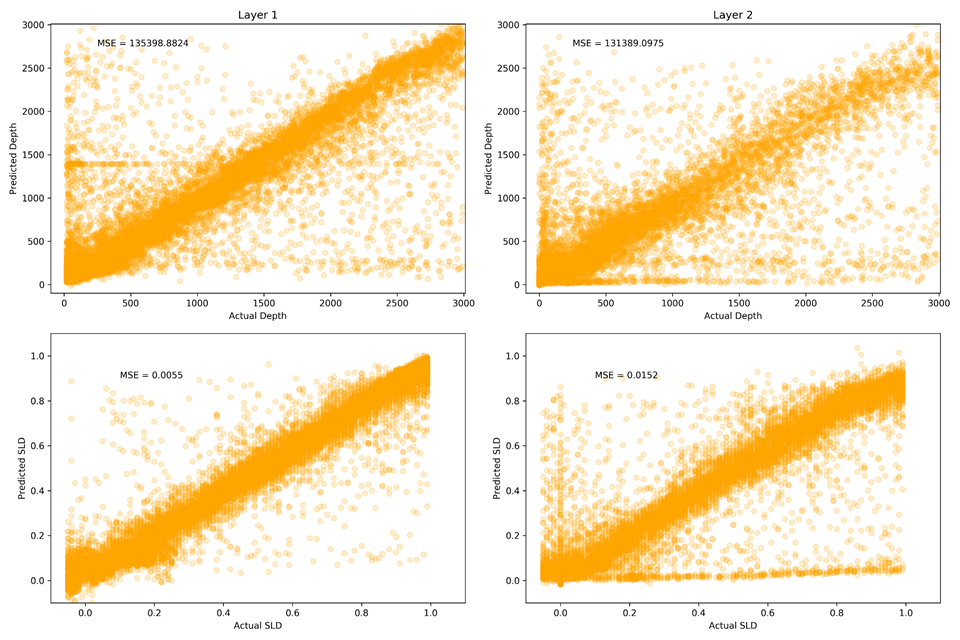 Layer 1
MSE = 135398.8824
Predicted Depth
3000
2500
2000
1500
1000
500
0
0 500 1000 1500 2000 2500 3000
Actual Depth
Layer 2
MSE = 131389.0975
Predicted Depth
3000
2500
2000
1500
1000
500
0
0 500 1000 1500 2000 2500 3000
Actual Depth
MSE = 0.0055
Predicted SLD
1.0
0.8
0.6
0.4
0.2
0.0
0.0 0.2 0.4 0.6 0.8 1.0
Actual SLD
MSE = 0.0152
Predicted SLD
1.0
0.8
0.6
0.4
0.2
0.0
0.0 0.2 0.4 0.6 0.8 1.0
Actual SLD